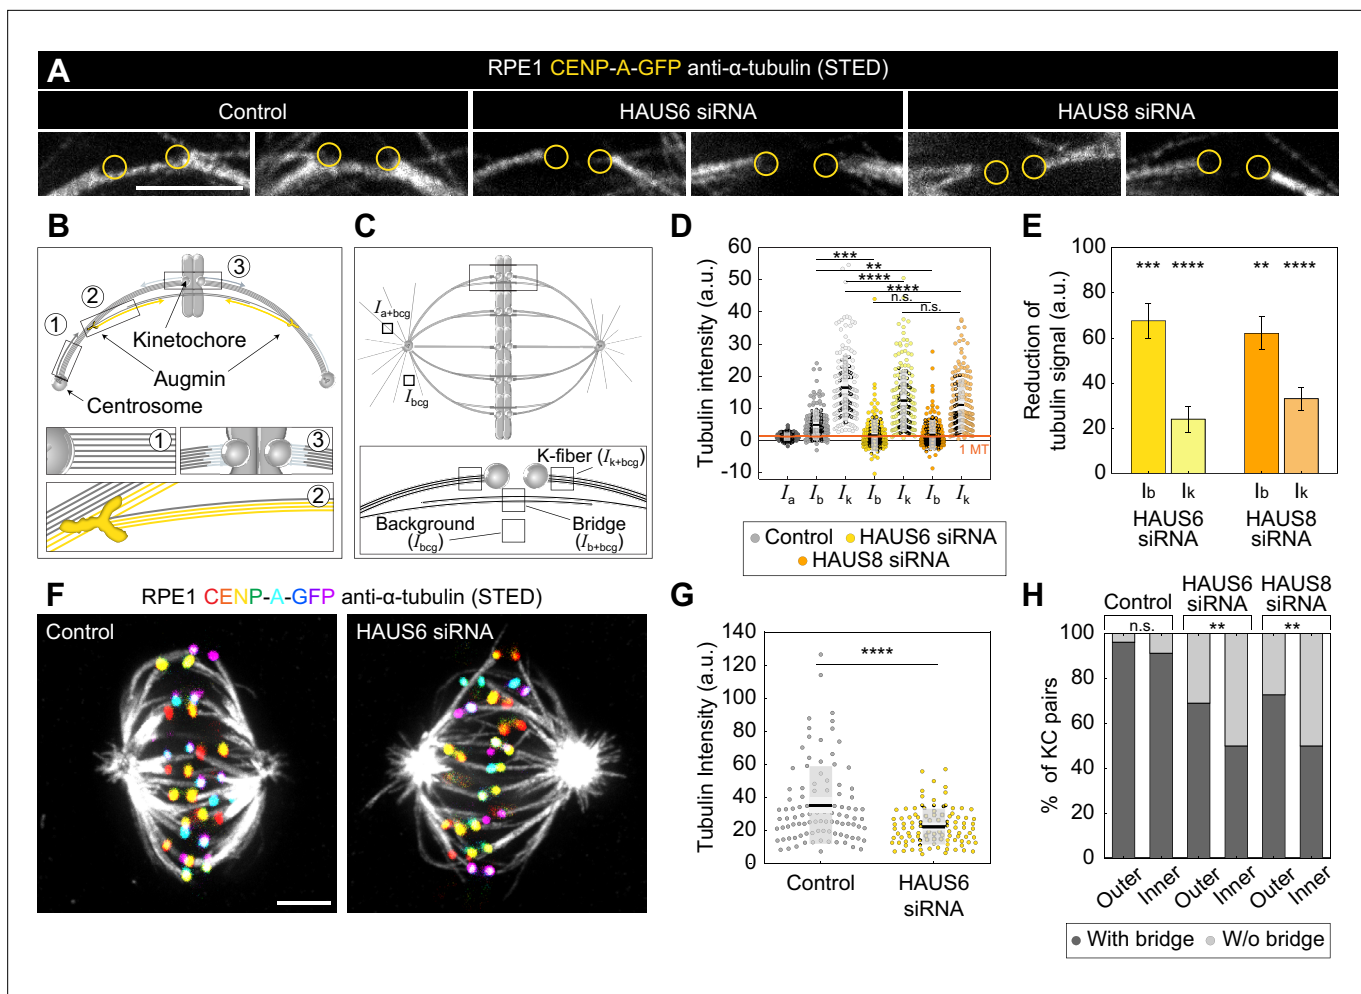 A
RPE1 CENP-A-GFP anti-α-tubulin (STED)
Control
HAUS6 siRNA
HAUS8 siRNA
B
1
2
3
Kinetochore
Augmin
Centrosome
1
3
2
C
Ia+bcg
Ibcg
K-fiber (Ik+bcg)
Background
(Ibcg)
Bridge
(Ib+bcg)
D
Tubulin intensity (a.u.)
60
50
40
30
20
10
0
-10
***
**
****
****
n.s.
n.s.
1 MT
Ia Ib Ik Ib Ik Ib Ik
Control HAUS6 siRNA
HAUS8 siRNA
E
Reduction of
tubulin signal (a.u.)
100
80
60
40
20
0
*** **** ** ****
Ib Ik Ib Ik
HAUS6
siRNA
HAUS8
siRNA
F
RPE1 CENP-A-GFP anti-α-tubulin (STED)
Control
HAUS6 siRNA
G
Tubulin Intensity (a.u.)
140
120
100
80
60
40
20
0
****
Control
HAUS6
siRNA
H
Control
HAUS6
siRNA
HAUS8
siRNA
n.s. ** **
% of KC pairs
100
80
60
40
20
0
Outer Inner Outer Inner Outer Inner
With bridge W/o bridge